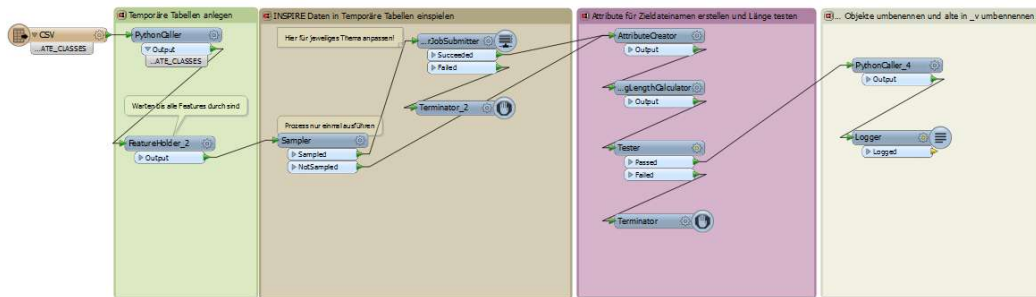 Temporäre Tabellen anlegen
CSV
...ATE_CLASSES
PythonCaller
Output
...ATE_CLASSES
Warten bis alle Features durch sind
FeatureHolder_2
Output
INSPIRE Daten in Temporäre Tabellen einspielen
Hier für jeweiliges Thema anpassen!
...rJobSubmitter
Succeeded
Failed
Terminator_2
Prozess nur einmal ausführen
Sampler
Sampled
NotSampled
Attribute für Zieldateinamen erstellen und Länge testen
AttributeCreator
Output
...gLengthCalculator
Output
Tester
Passed
Failed
Terminator
... Objekte umbenennen und alte in _v umbennennen
PythonCaller_4
Output
Logger
Logged